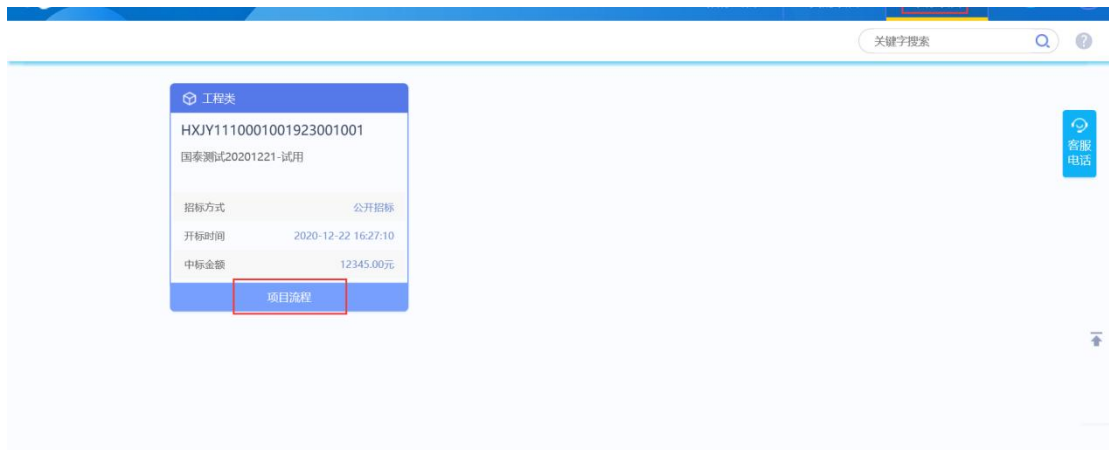 关键字搜索
工程类
HXJY1110001001923001001
国泰测试20201221-试用
客服
电话
招标方式 公开招标
开标时间 2020-12-22 16:27:10
中标金额 12345.00元
项目流程